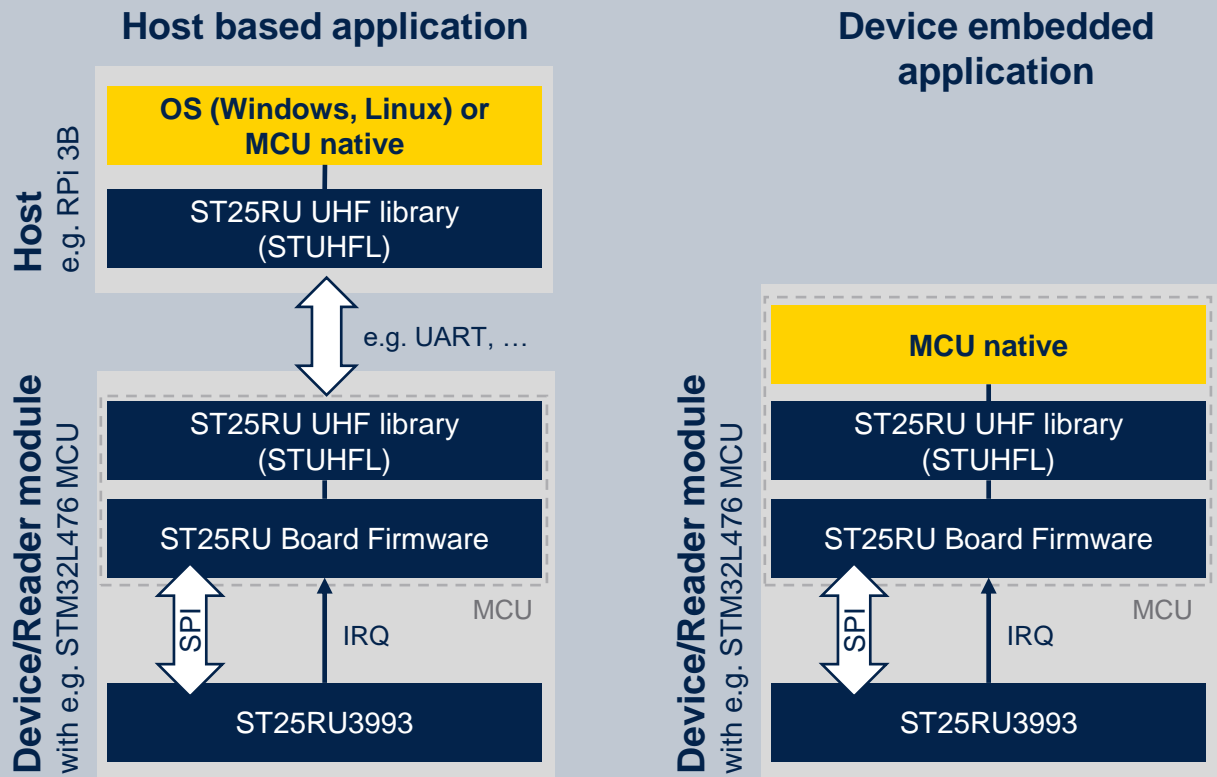 Host based application
Host
e.g. RPi 3B
OS (Windows, Linux) or
MCU native
ST25RU UHF library
(STUHFL)
e.g. UART, …
Device/Reader module
with e.g. STM32L476 MCU
ST25RU UHF library
(STUHFL)
ST25RU Board Firmware
MCU
SPI
IRQ
ST25RU3993
Device embedded
application
Device/Reader module
with e.g. STM32L476 MCU
MCU native
ST25RU UHF library
(STUHFL)
ST25RU Board Firmware
MCU
SPI
IRQ
ST25RU3993